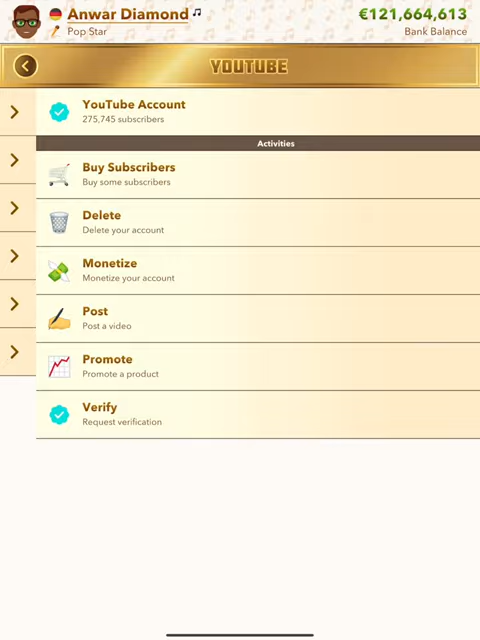 Anwar Diamond
€121,664,613
Pop Star
Bank Balance
YOUTUBE
YouTube Account
275,745 subscribers
Activities
Buy Subscribers
Buy some subscribers
Delete
Delete your account
Monetize
Monetize your account
Post
Post a video
Promote
Promote a product
Verify
Request verification